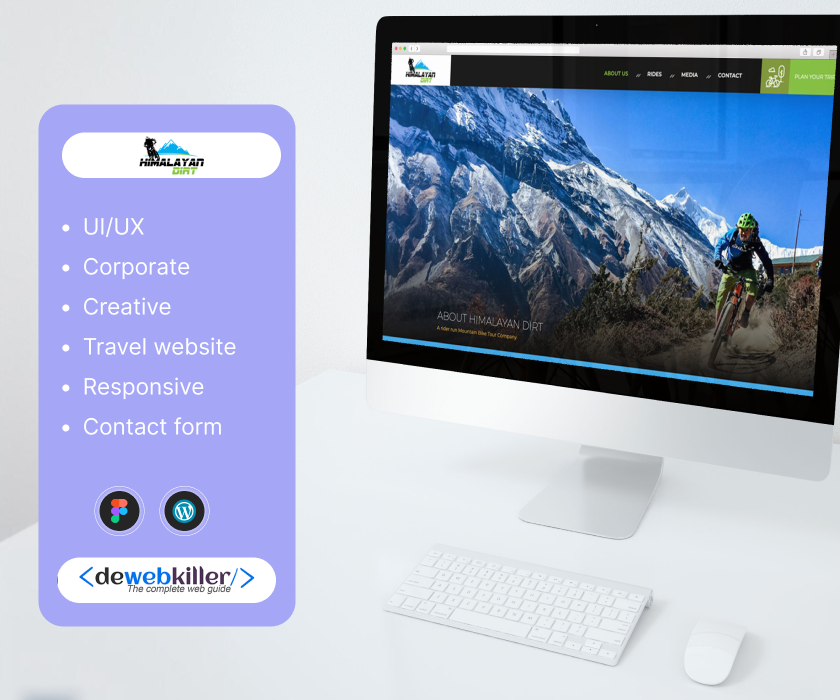 HIMALAYAN
DIRT
UI/UX
Corporate
Creative
Travel website
Responsive
Contact form
<dewebkiller/>
The complete web guide
HIMALAYAN
DIRT
ABOUT US // RIDES // MEDIA // CONTACT
PLAN YOUR TRIP
ABOUT HIMALAYAN DIRT
A rider run Mountain Bike Tour Company